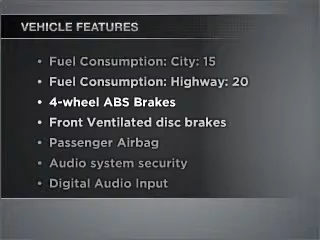 VEHICLE FEATURES
• Fuel Consumption: City: 15
• Fuel Consumption: Highway: 20
• 4-wheel ABS Brakes
• Front Ventilated disc brakes
• Passenger Airbag
• Audio system security
• Digital Audio Input